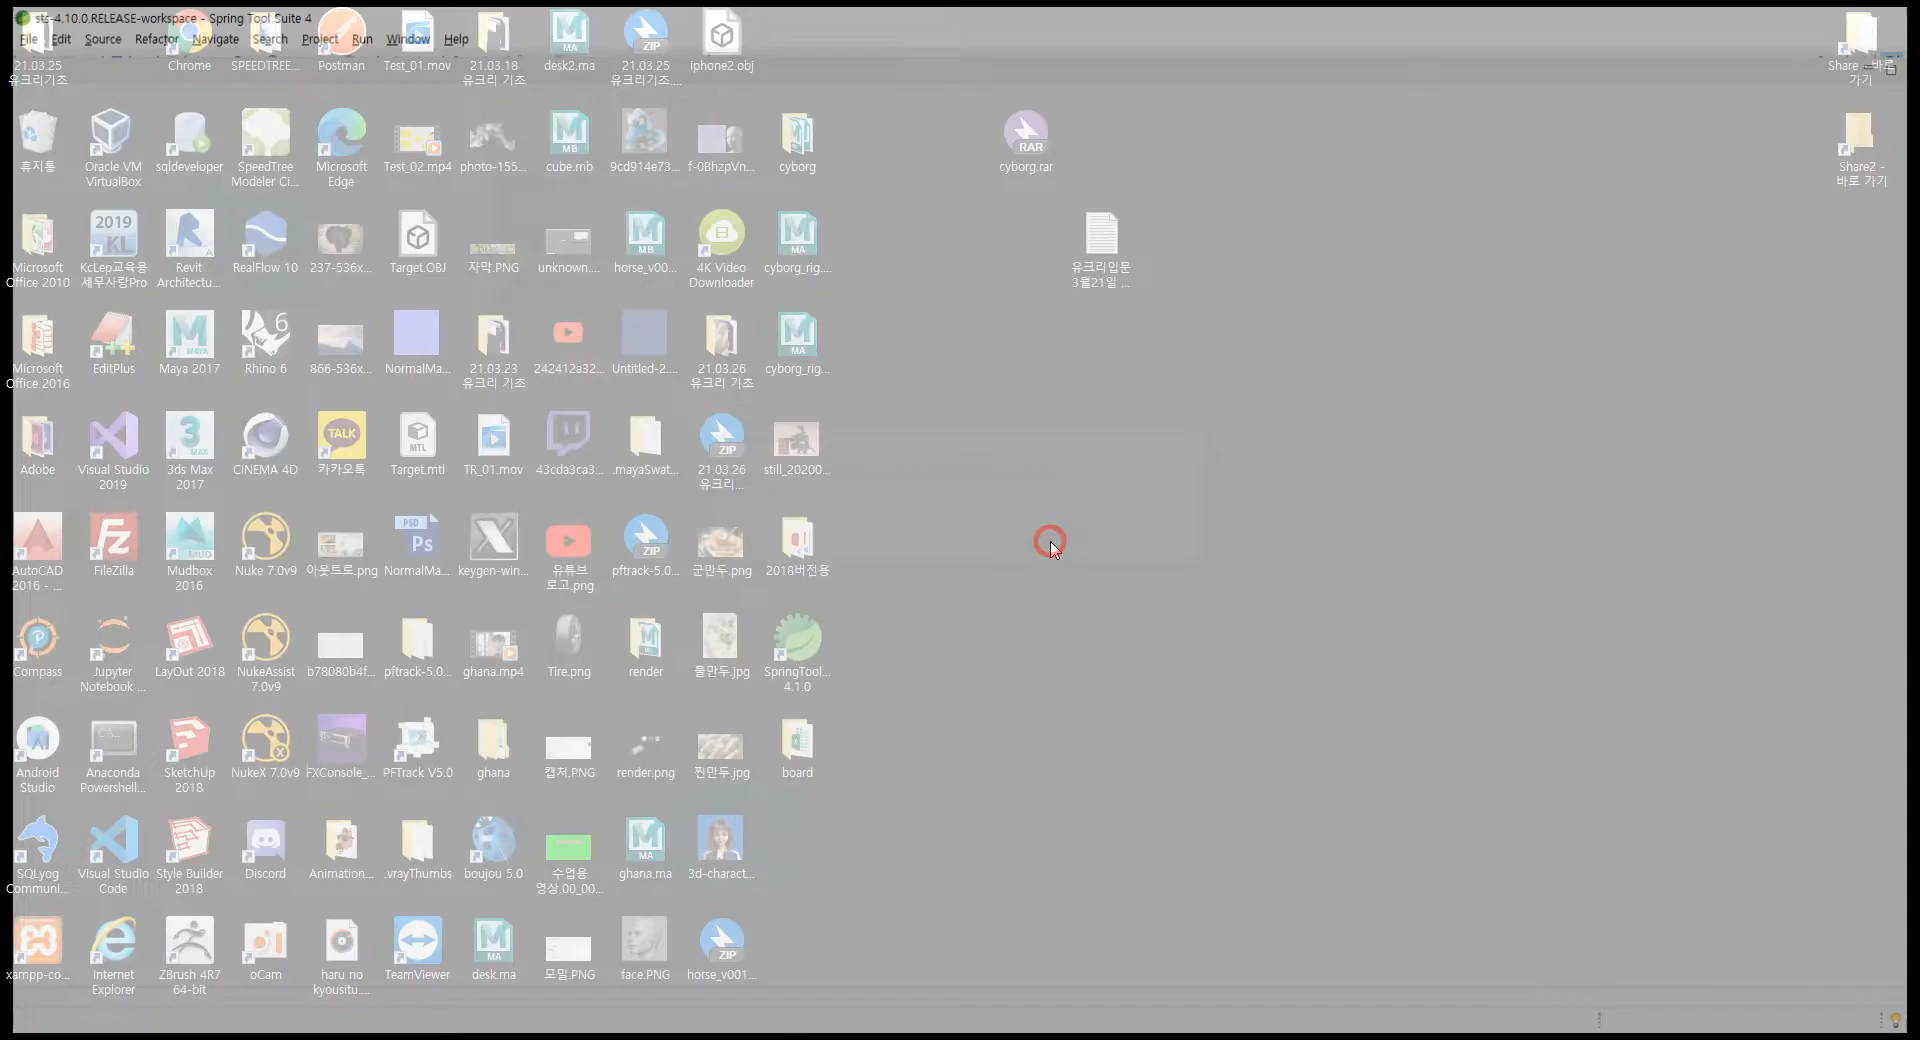 sts-4.10.0.RELEASE-workspace - Spring Tool Suite 4
File Edit Source Refactor Navigate Search Project Run Window Help
21.03.25
유크리기초
Chrome
SPEEDTREE...
Postman
Test_01.mov
21.03.18
유크리 기초
desk2.ma
ZIP
21.03.25
유크리기초....
iphone2.obj
Share - 바로
가기
휴지통
Oracle VM
VirtualBox
sqldeveloper
SpeedTree
Modeler Ci...
Microsoft
Edge
Test_02.mp4
photo-155...
cube.mb
9cd914e73...
f-0BhzpVn...
cyborg
RAR
cyborg.rar
Share2 -
바로 가기
Microsoft
Office 2010
2019
KL
KcLep교육용
세무사랑Pro
Revit
Architectu...
RealFlow 10
237-536x...
Target.OBJ
자막.PNG
unknown....
horse_v00...
4K Video
Downloader
cyborg_rig....
유크리입문
3월21일 ...
Microsoft
Office 2016
EditPlus
Maya 2017
Rhino 6
866-536x...
NormalMa...
21.03.23
유크리 기초
242412a32...
Untitled-2....
21.03.26
유크리 기초
cyborg_rig...
Adobe
Visual Studio
2019
3ds Max
2017
CINEMA 4D
TALK
카카오톡
MTL
Target.mtl
TR_01.mov
43cda3ca3...
.mayaSwat...
ZIP
21.03.26
유크리...
still_20200...
AutoCAD
2016 - ...
FileZilla
Mudbox
2016
Nuke 7.0v9
아웃트로.png
PSD
Ps
NormalMa...
keygen-win...
유튜브
로고.png
ZIP
pftrack-5.0...
군만두.png
2018버전용
Compass
Jupyter
Notebook ...
LayOut 2018
NukeAssist
7.0v9
b78080b4f...
pftrack-5.0...
ghana.mp4
Tire.png
render
물만두.jpg
SpringTool...
4.1.0
Android
Studio
Anaconda
Powershell...
SketchUp
2018
NukeX 7.0v9
FXConsole_...
PFTrack V5.0
ghana
캡처.PNG
render.png
찐만두.jpg
board
SQLyog
Communi...
Visual Studio
Code
Style Builder
2018
Discord
Animation...
.vrayThumbs
boujou 5.0
수업용
영상.00_00...
ghana.ma
3d-charact...
xampp-co...
Internet
Explorer
ZBrush 4R7
64-bit
oCam
haru no
kyousitu....
TeamViewer
desk.ma
모밀.PNG
face.PNG
ZIP
horse_v001...